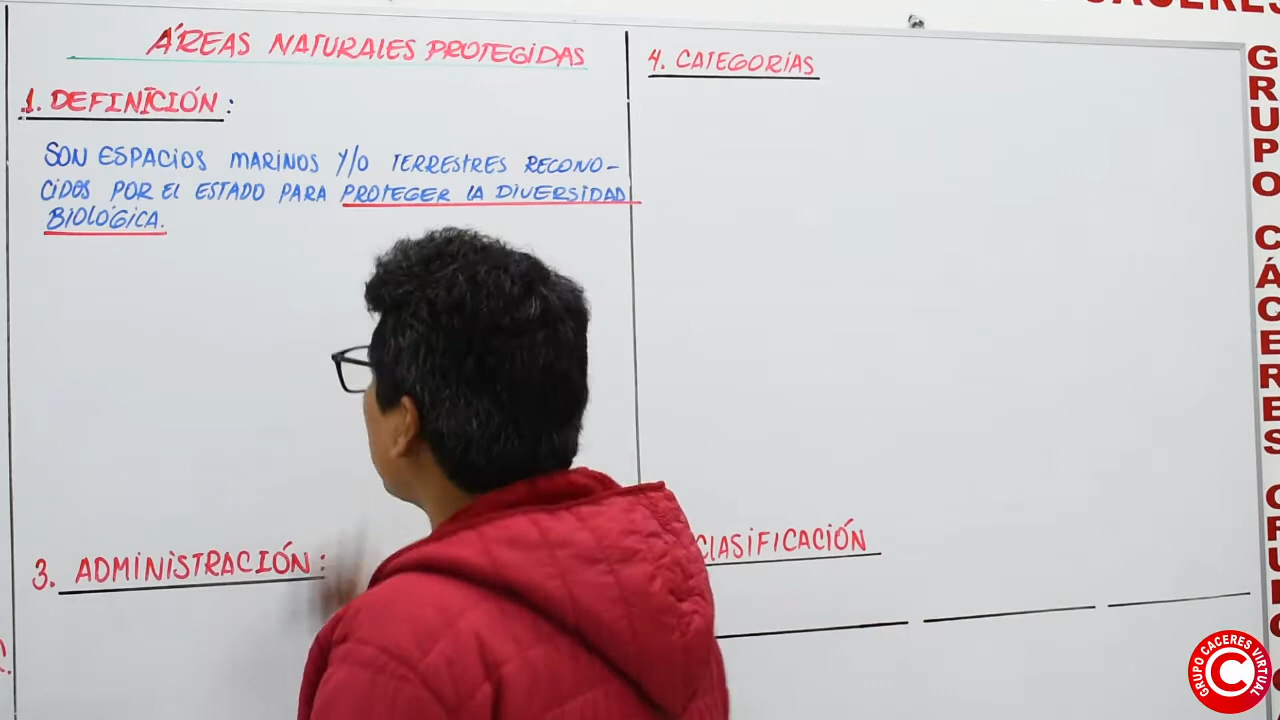 CÁCERES
ÁREAS NATURALES PROTEGIDAS
1. DEFINICIÓN:
SON ESPACIOS MARINOS Y/O TERRESTRES RECONO-
CIDOS POR EL ESTADO PARA PROTEGER LA DIVERSIDAD
BIOLÓGICA.
3. ADMINISTRACIÓN:
4. CATEGORÍAS
CLASIFICACIÓN
GRUPO CÁCERES
GRUPO CACERES VIRTUAL
C